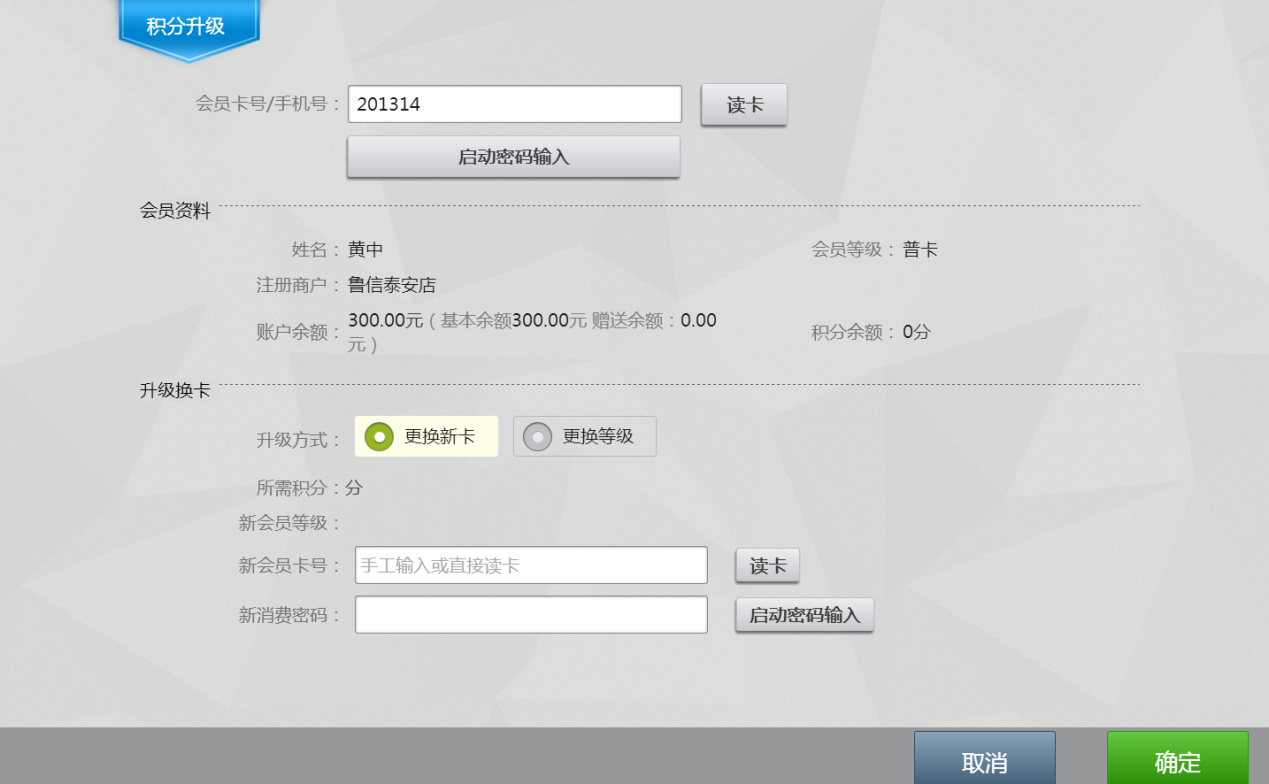 积分升级
会员卡号/手机号： 201314 读卡
启动密码输入
会员资料
姓名：黄中 会员等级：普卡
注册商户：鲁信泰安店
账户余额：300.00元（基本余额300.00元 赠送余额：0.00
元） 积分余额：0分
升级换卡
升级方式： 更换新卡 更换等级
所需积分：分
新会员等级：
新会员卡号： 手工输入或直接读卡 读卡
新消费密码： 启动密码输入
取消 确定